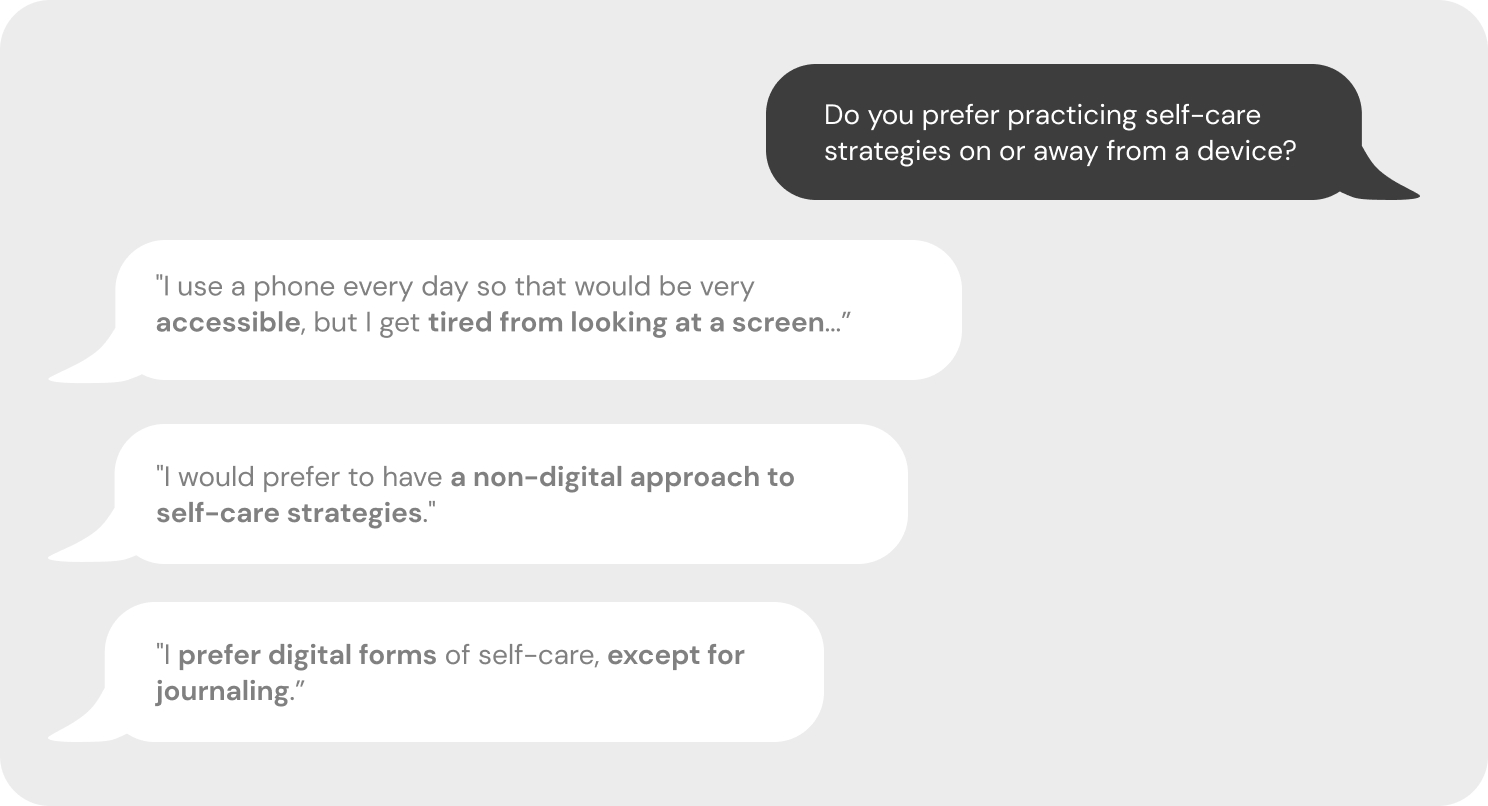 Do you prefer practicing self-care
strategies on or away from a device?
"I use a phone every day so that would be very
accessible, but I get tired from looking at a screen...”
"I would prefer to have a non-digital approach to
self-care strategies."
"I prefer digital forms of self-care, except for
journaling.”